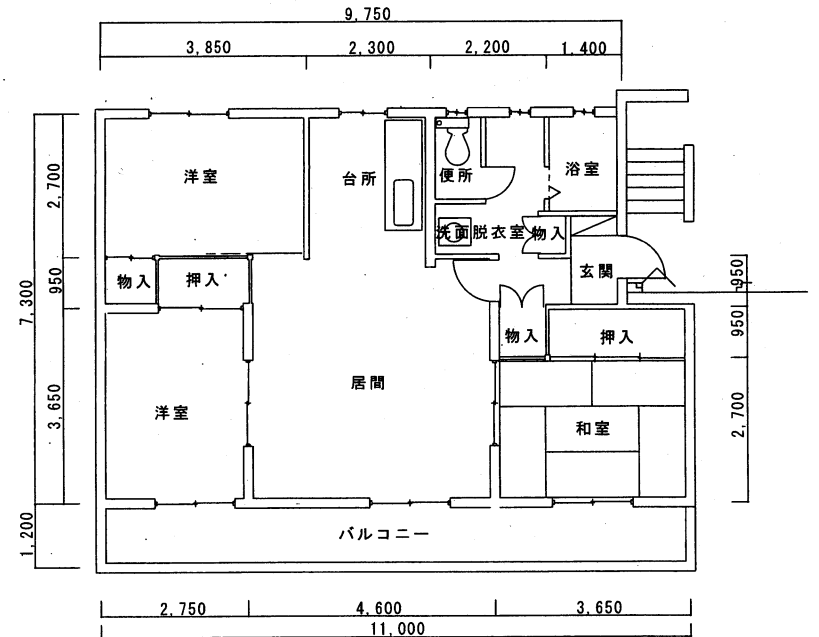 9,750
3,850
2,300
2,200
1,400
2,700
950
7,300
3,650
1,200
洋室
台所
便所
浴室
洗面脱衣室
物入
玄関
物入
押入
物入
押入
洋室
居間
和室
バルコニー
950
950
2,700
2,750
4,600
3,650
11,000